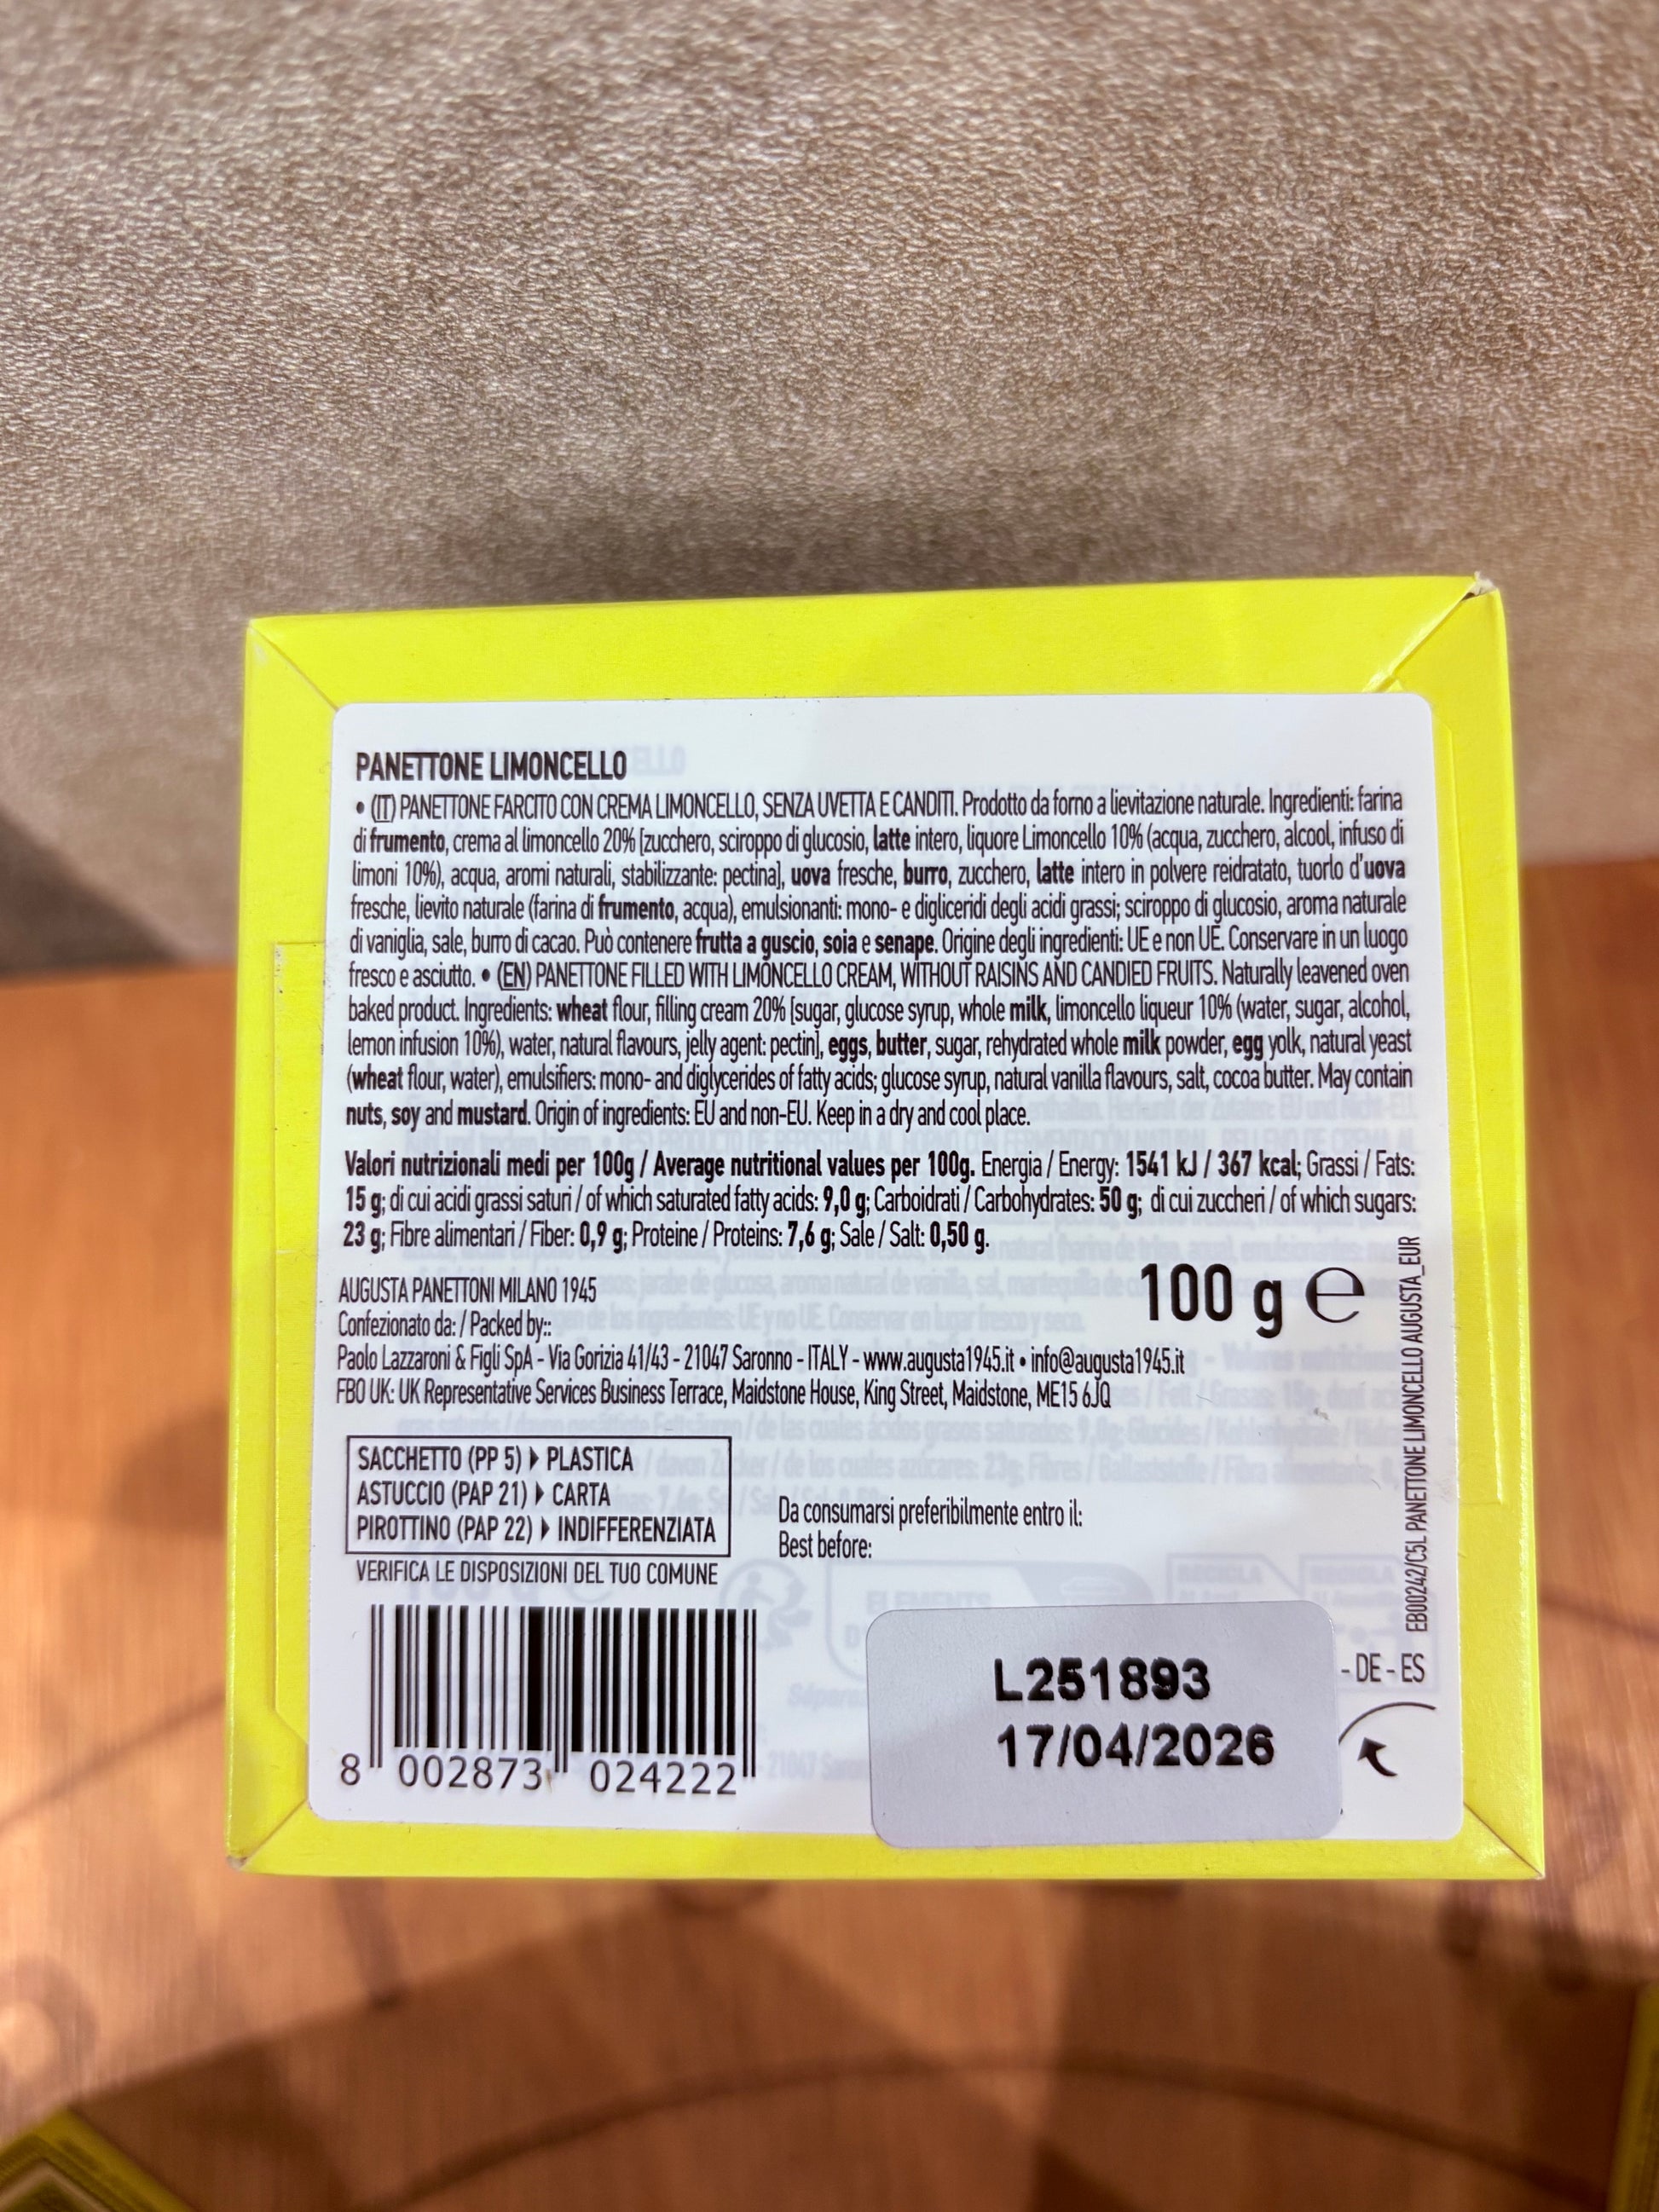 PANETTONE LIMONCELLO
• (IT) PANETTONE FARCITO CON CREMA LIMONCELLO, SENZA UVETTA E CANDITI. Prodotto da forno a lievitazione naturale. Ingredienti: farina
di frumento, crema al limoncello 20% [zucchero, sciroppo di glucosio, latte intero, liquore Limoncello 10% (acqua, zucchero, alcool, infuso di
limoni 10%), acqua, aromi naturali, stabilizzante: pectina], uova fresche, burro, zucchero, latte intero in polvere reidratato, tuorlo d'uova
fresche, lievito naturale (farina di frumento, acqua), emulsionanti: mono- e digliceridi degli acidi grassi; sciroppo di glucosio, aroma naturale
di vaniglia, sale, burro di cacao. Può contenere frutta a guscio, soia e senape. Origine degli ingredienti: UE e non UE. Conservare in un luogo
fresco e asciutto. • (EN) PANETTONE FILLED WITH LIMONCELLO CREAM, WITHOUT RAISINS AND CANDIED FRUITS. Naturally leavened oven
baked product. Ingredients: wheat flour, filling cream 20% [sugar, glucose syrup, whole milk, limoncello liqueur 10% (water, sugar, alcohol,
lemon infusion 10%), water, natural flavours, jelly agent: pectin], eggs, butter, sugar, rehydrated whole milk powder, egg yolk, natural yeast
(wheat flour, water), emulsifiers: mono- and diglycerides of fatty acids; glucose syrup, natural vanilla flavours, salt, cocoa butter. May contain
nuts, soy and mustard. Origin of ingredients: EU and non-EU. Keep in a dry and cool place.
Valori nutrizionali medi per 100g / Average nutritional values per 100g. Energia / Energy: 1541 kJ / 367 kcal; Grassi / Fats:
15 g; di cui acidi grassi saturi / of which saturated fatty acids: 9,0 g; Carboidrati / Carbohydrates: 50 g; di cui zuccheri / of which sugars:
23 g; Fibre alimentari / Fiber: 0,9 g; Proteine / Proteins: 7,6 g; Sale / Salt: 0,50 g.
AUGUSTA PANETTONI MILANO 1945
Confezionato da: / Packed by::
Paolo Lazzaroni & Figli SpA - Via Gorizia 41/43 - 21047 Saronno - ITALY - www.augusta1945.it • info@augusta1945.it
FBO UK: UK Representative Services Business Terrace, Maidstone House, King Street, Maidstone, ME15 6JQ
100 g e
EB00242/C5L PANETTONE LIMONCELLO AUGUSTA_EUR
SACCHETTO (PP 5) ▶ PLASTICA
ASTUCCIO (PAP 21) ▶ CARTA
PIROTTINO (PAP 22) ▶ INDIFFERENZIATA
VERIFICA LE DISPOSIZIONI DEL TUO COMUNE
Da consumarsi preferibilmente entro il:
Best before:
L251893
17/04/2026
- DE - ES
8 002873 024222